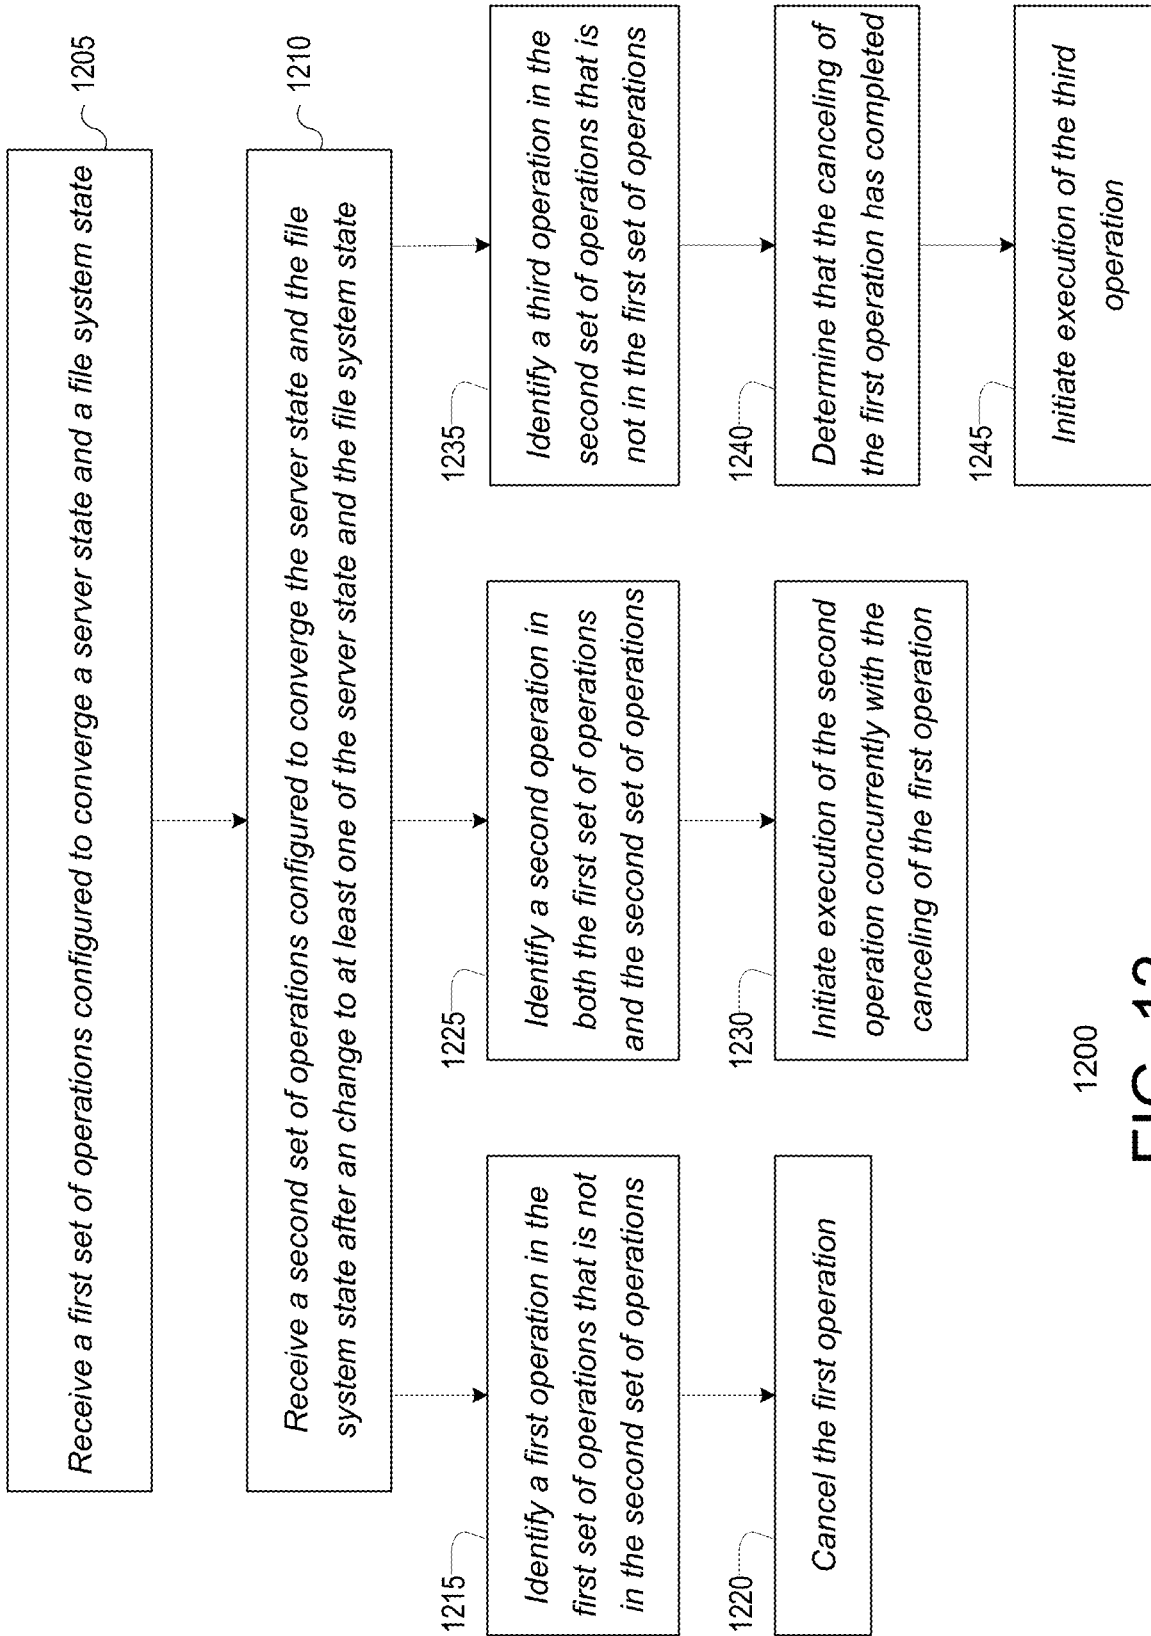 Receive a first set of operations configured to converge a server state and a file system state
1205
Receive a second set of operations configured to converge the server state and the file
system state after an change to at least one of the server state and the file system state
1210
1215
Identify a first operation in the
first set of operations that is not
in the second set of operations
1220
Cancel the first operation
1225
Identify a second operation in
both the first set of operations
and the second set of operations
1230
Initiate execution of the second
operation concurrently with the
canceling of the first operation
1235
Identify a third operation in the
second set of operations that is
not in the first set of operations
1240
Determine that the canceling of
the first operation has completed
1245
Initiate execution of the third
operation
1200
FIG. 12